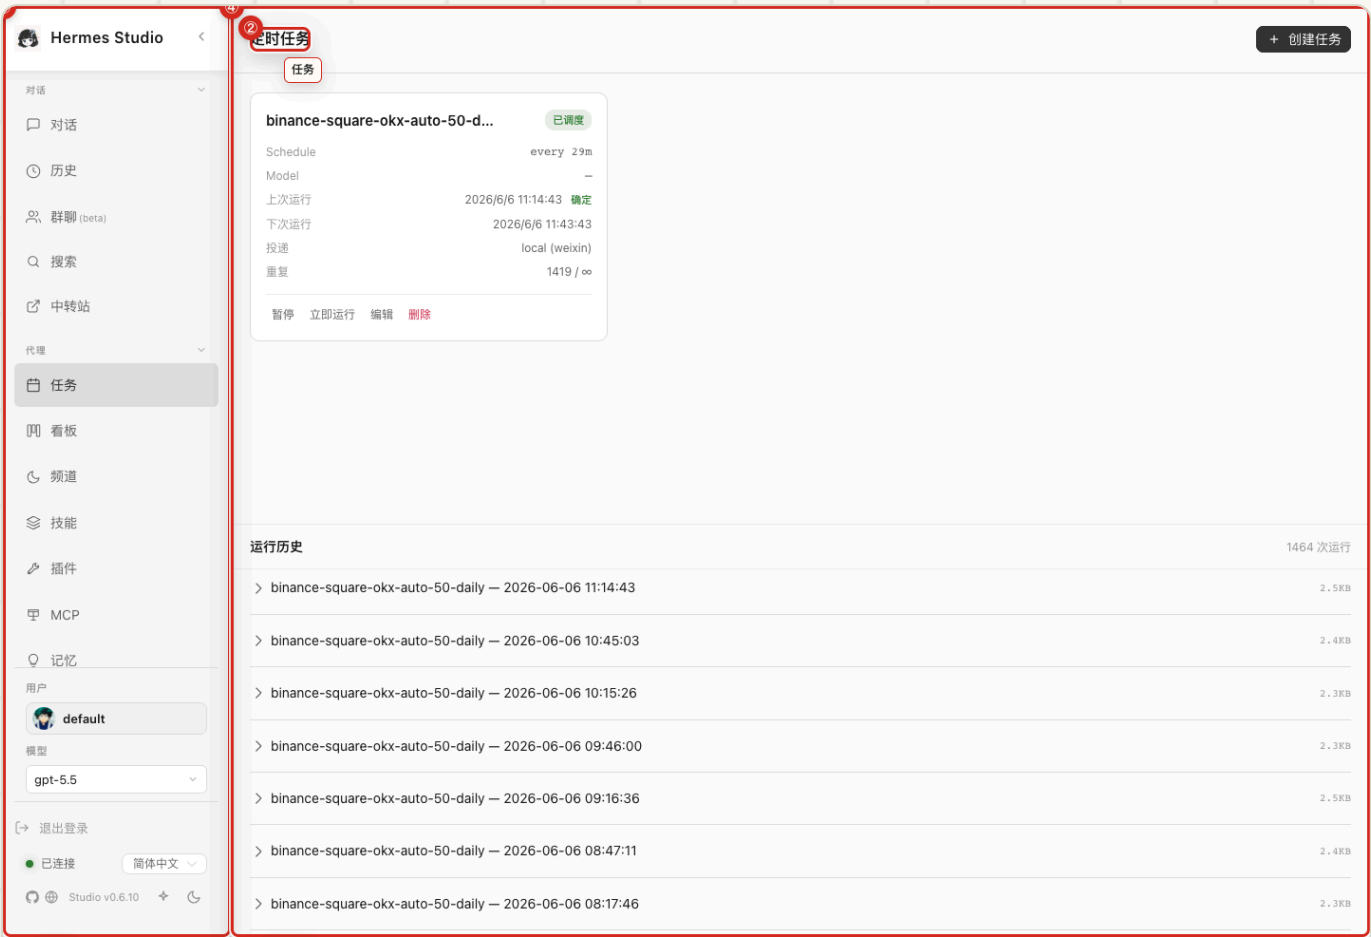 Hermes Studio
对话
对话
历史
群聊 (beta)
搜索
中转站
代理
任务
看板
频道
技能
插件
MCP
记忆
用户
default
模型
gpt-5.5
退出登录
已连接
简体中文
Studio v0.6.10
④
②
定时任务
任务
+ 创建任务
binance-square-okx-auto-50-d...
已调度
Schedule every 29m
Model —
上次运行 2026/6/6 11:14:43 确定
下次运行 2026/6/6 11:43:43
投递 local (weixin)
重复 1419 / ∞
暂停 立即运行 编辑 删除
运行历史 1464 次运行
binance-square-okx-auto-50-daily — 2026-06-06 11:14:43 2.5KB
binance-square-okx-auto-50-daily — 2026-06-06 10:45:03 2.4KB
binance-square-okx-auto-50-daily — 2026-06-06 10:15:26 2.3KB
binance-square-okx-auto-50-daily — 2026-06-06 09:46:00 2.3KB
binance-square-okx-auto-50-daily — 2026-06-06 09:16:36 2.5KB
binance-square-okx-auto-50-daily — 2026-06-06 08:47:11 2.4KB
binance-square-okx-auto-50-daily — 2026-06-06 08:17:46 2.3KB